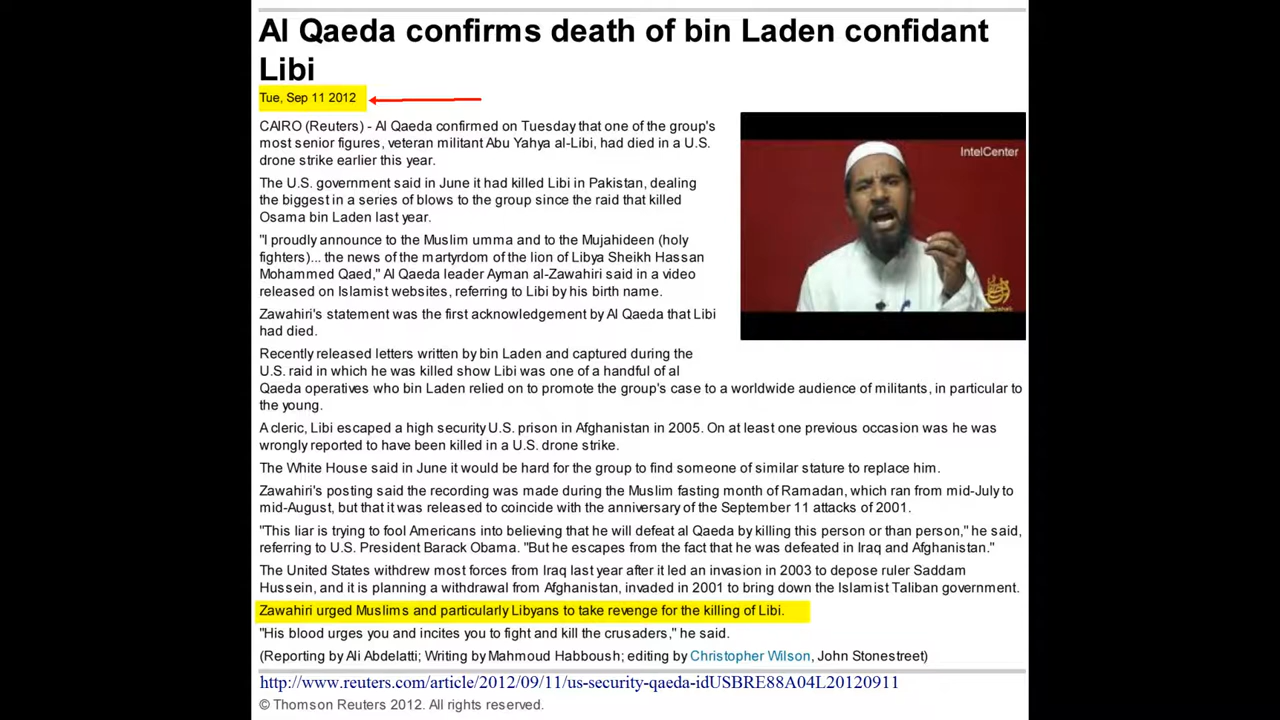 Al Qaeda confirms death of bin Laden confidant
Libi
Tue, Sep 11 2012
CAIRO (Reuters) - Al Qaeda confirmed on Tuesday that one of the group's
most senior figures, veteran militant Abu Yahya al-Libi, had died in a U.S.
drone strike earlier this year.
The U.S. government said in June it had killed Libi in Pakistan, dealing
the biggest in a series of blows to the group since the raid that killed
Osama bin Laden last year.
"I proudly announce to the Muslim umma and to the Mujahideen (holy
fighters)... the news of the martyrdom of the lion of Libya Sheikh Hassan
Mohammed Qaed," Al Qaeda leader Ayman al-Zawahiri said in a video
released on Islamist websites, referring to Libi by his birth name.
Zawahiri's statement was the first acknowledgement by Al Qaeda that Libi
had died.
IntelCenter
Recently released letters written by bin Laden and captured during the
U.S. raid in which he was killed show Libi was one of a handful of al
Qaeda operatives who bin Laden relied on to promote the group's case to a worldwide audience of militants, in particular to
the young.
A cleric, Libi escaped a high security U.S. prison in Afghanistan in 2005. On at least one previous occasion was he was
wrongly reported to have been killed in a U.S. drone strike.
The White House said in June it would be hard for the group to find someone of similar stature to replace him.
Zawahiri's posting said the recording was made during the Muslim fasting month of Ramadan, which ran from mid-July to
mid-August, but that it was released to coincide with the anniversary of the September 11 attacks of 2001.
"This liar is trying to fool Americans into believing that he will defeat al Qaeda by killing this person or than person," he said,
referring to U.S. President Barack Obama. "But he escapes from the fact that he was defeated in Iraq and Afghanistan."
The United States withdrew most forces from Iraq last year after it led an invasion in 2003 to depose ruler Saddam
Hussein, and it is planning a withdrawal from Afghanistan, invaded in 2001 to bring down the Islamist Taliban government.
Zawahiri urged Muslims and particularly Libyans to take revenge for the killing of Libi.
"His blood urges you and incites you to fight and kill the crusaders," he said.
(Reporting by Ali Abdelatti; Writing by Mahmoud Habboush; editing by Christopher Wilson, John Stonestreet)
http://www.reuters.com/article/2012/09/11/us-security-qaeda-idUSBRE88A04L20120911
© Thomson Reuters 2012. All rights reserved.